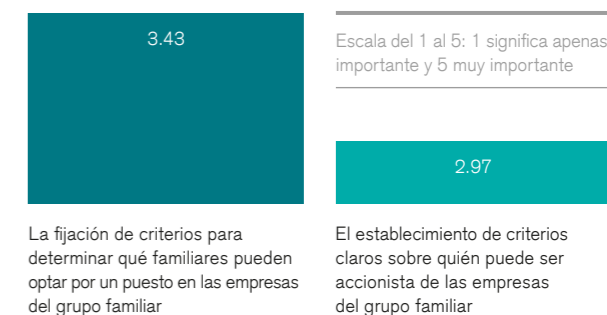 3.43
La fijación de criterios para
determinar qué familiares pueden
optar por un puesto en las empresas
del grupo familiar
Escala del 1 al 5: 1 significa apenas
importante y 5 muy importante
2.97
El establecimiento de criterios
claros sobre quién puede ser
accionista de las empresas
del grupo familiar